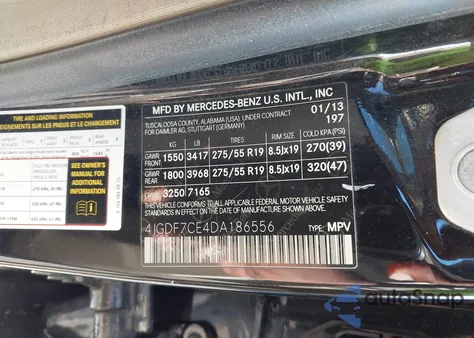 MFD BY MERCEDES-BENZ U.S. INTL., INC
TUSCALOOSA COUNTY, ALABAMA (USA) UNDER CONTRACT
FOR DAIMLER AG, STUTTGART (GERMANY)
01/13
197
KG LB TIRES RIM SIZE COLD KPA (PSI)
GAWR FRONT 1550 3417 275/55 R19 8.5Jx19 270(39)
GAWR REAR 1800 3968 275/55 R19 8.5Jx19 320(47)
GVWR 3250 7165
THIS VEHICLE CONFORMS TO ALL APPLICABLE FEDERAL MOTOR VEHICLE
SAFETY STANDARDS IN EFFECT ON THE DATE OF MANUFACTURE SHOWN ABOVE.
4JGDF7CE4DA186556 TYPE: MPV
TIRE AND LOADING INFORMATION
SEE OWNER'S
MANUAL FOR
ADDITIONAL
INFORMATION
autoSnap